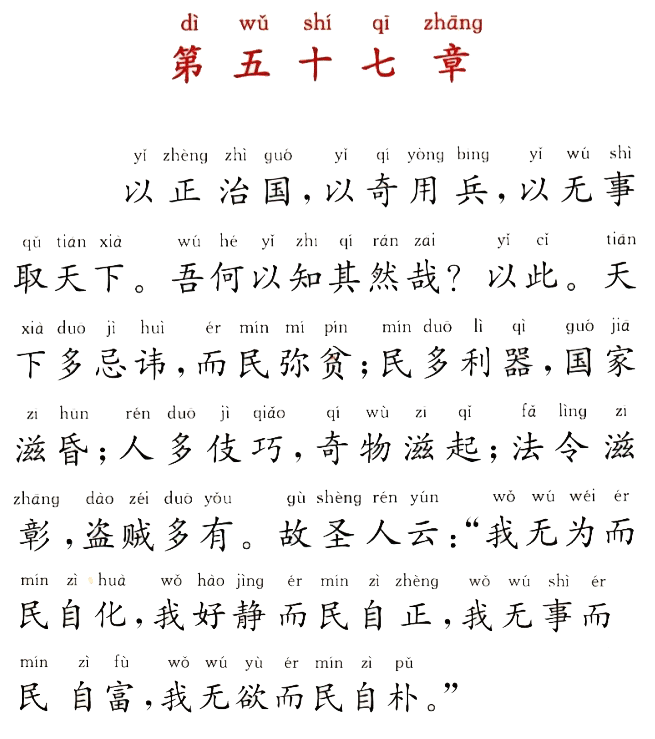 dì wǔ shí qī zhāng
第五十七章
yǐ zhèng zhì guó yǐ qí yòng bīng yǐ wú shì
以正治国，以奇用兵，以无事
qǔ tiān xià wú hé yǐ zhī qí rán zāi yǐ cǐ tiān
取天下。吾何以知其然哉？以此。天
xià duō jì huì ér mín mí pín mín duō lì qì guó jiā
下多忌讳，而民弥贫；民多利器，国家
zī hūn rén duō jì qiǎo qí wù zī qǐ fǎ lìng zī
滋昏；人多伎巧，奇物滋起；法令滋
zhāng dào zéi duō yǒu gù shèng rén yún wǒ wú wéi ér
彰，盗贼多有。故圣人云：“我无为而
mín zì huà wǒ hào jìng ér mín zì zhèng wǒ wú shì ér
民自化，我好静而民自正，我无事而
mín zì fù wǒ wú yù ér mín zì pǔ
民自富，我无欲而民自朴。”